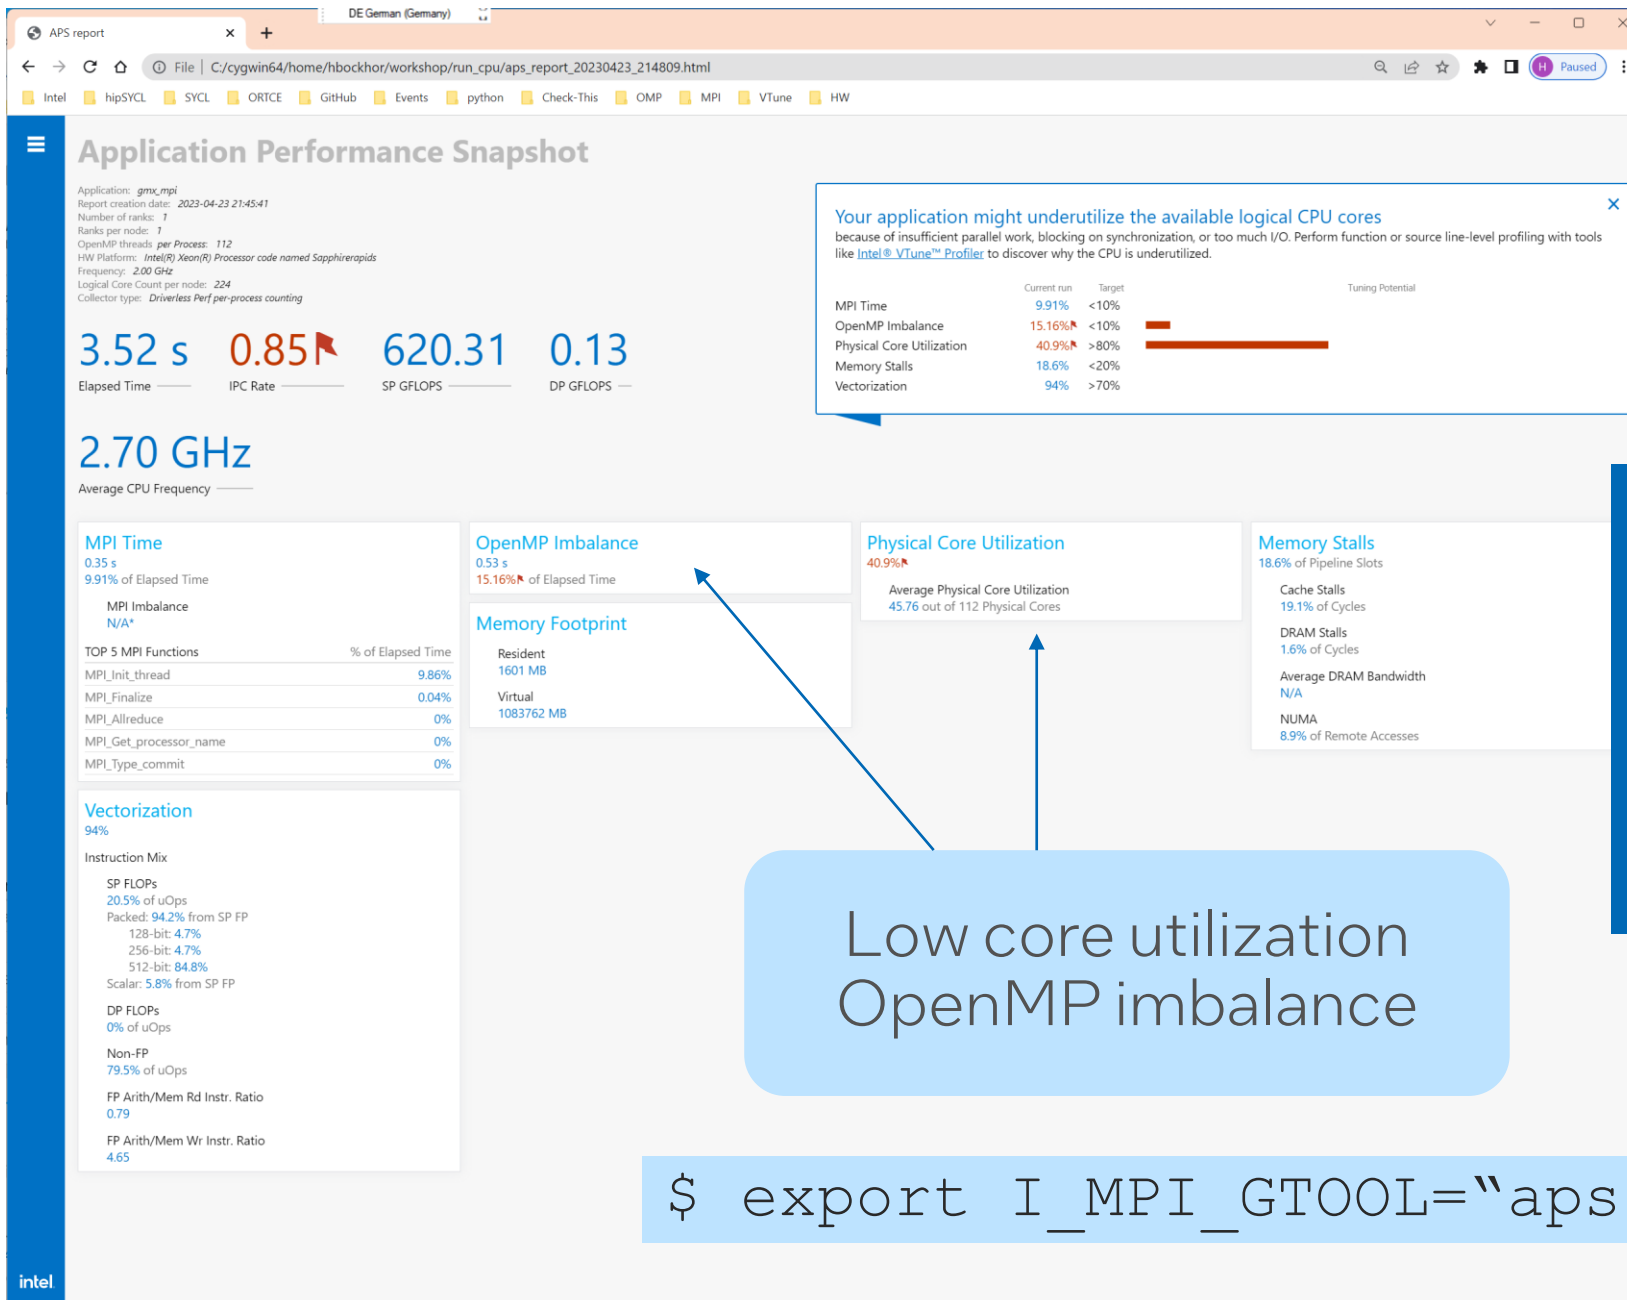 DE German (Germany)
APS report
File | C:/cygwin64/home/hbockhor/workshop/run_cpu/aps_report_20230423_214809.html
H Paused
Intel hipSYCL SYCL ORTCE GitHub Events python Check-This OMP MPI VTune HW
Application Performance Snapshot
Application: gmx_mpi
Report creation date: 2023-04-23 21:45:41
Number of ranks: 1
Ranks per node: 1
OpenMP threads per Process: 112
HW Platform: Intel(R) Xeon(R) Processor code named Sapphirerapids
Frequency: 2.00 GHz
Logical Core Count per node: 224
Collector type: Driverless Perf per-process counting
3.52 s 0.85 620.31 0.13
Elapsed Time IPC Rate SP GFLOPS DP GFLOPS
2.70 GHz
Average CPU Frequency
Your application might underutilize the available logical CPU cores
because of insufficient parallel work, blocking on synchronization, or too much I/O. Perform function or source line-level profiling with tools
like Intel® VTune™ Profiler to discover why the CPU is underutilized.
Current run Target Tuning Potential
MPI Time 9.91% <10%
OpenMP Imbalance 15.16% <10%
Physical Core Utilization 40.9% >80%
Memory Stalls 18.6% <20%
Vectorization 94% >70%
MPI Time
0.35 s
9.91% of Elapsed Time
MPI Imbalance
N/A*
TOP 5 MPI Functions % of Elapsed Time
MPI_Init_thread 9.86%
MPI_Finalize 0.04%
MPI_Allreduce 0%
MPI_Get_processor_name 0%
MPI_Type_commit 0%
OpenMP Imbalance
0.53 s
15.16% of Elapsed Time
Memory Footprint
Resident
1601 MB
Virtual
1083762 MB
Physical Core Utilization
40.9%
Average Physical Core Utilization
45.76 out of 112 Physical Cores
Memory Stalls
18.6% of Pipeline Slots
Cache Stalls
19.1% of Cycles
DRAM Stalls
1.6% of Cycles
Average DRAM Bandwidth
N/A
NUMA
8.9% of Remote Accesses
Vectorization
94%
Instruction Mix
SP FLOPs
20.5% of uOps
Packed: 94.2% from SP FP
128-bit: 4.7%
256-bit: 4.7%
512-bit: 84.8%
Scalar: 5.8% from SP FP
DP FLOPs
0% of uOps
Non-FP
79.5% of uOps
FP Arith/Mem Rd Instr. Ratio
0.79
FP Arith/Mem Wr Instr. Ratio
4.65
Low core utilization
OpenMP imbalance
$ export I_MPI_GTOOL=“aps
intel